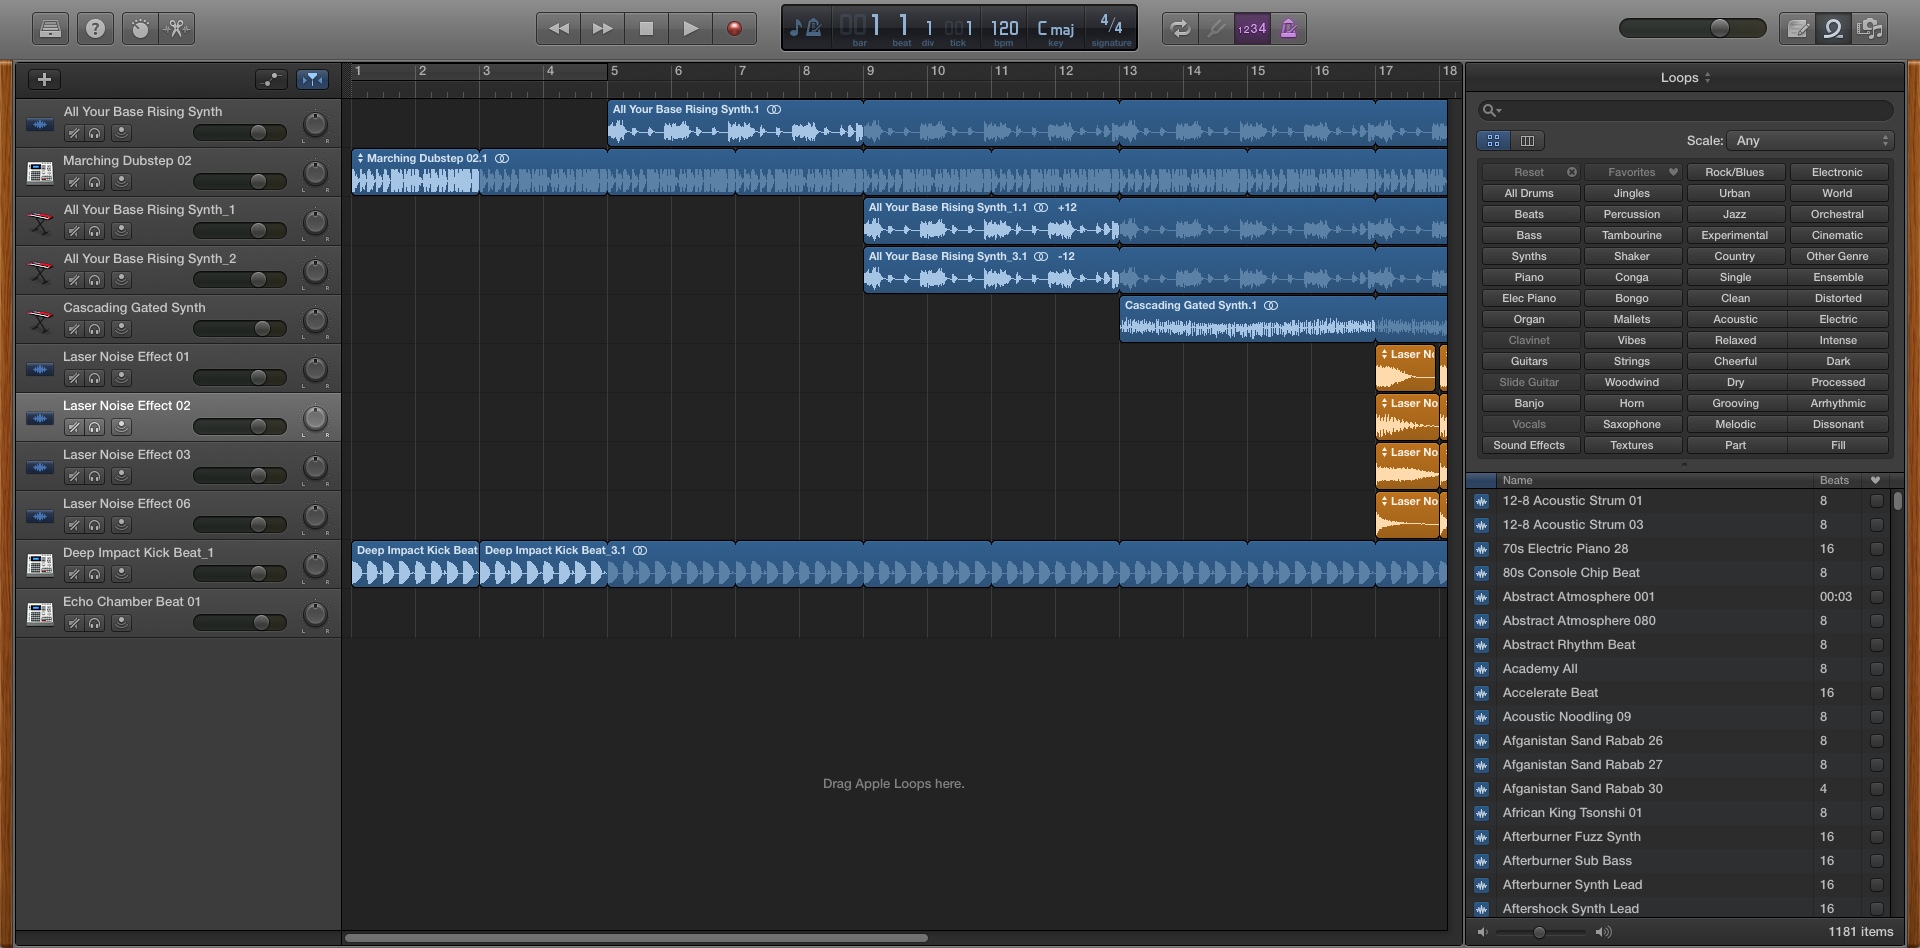 1 1 1 1 120 C maj 4/4
bar beat div tick bpm key signature
1234
1 2 3 4 5 6 7 8 9 10 11 12 13 14 15 16 17 18
All Your Base Rising Synth
L R
Marching Dubstep 02
L R
All Your Base Rising Synth_1
L R
All Your Base Rising Synth_2
L R
Cascading Gated Synth
L R
Laser Noise Effect 01
L R
Laser Noise Effect 02
L R
Laser Noise Effect 03
L R
Laser Noise Effect 06
L R
Deep Impact Kick Beat_1
L R
Echo Chamber Beat 01
L R
All Your Base Rising Synth.1
Marching Dubstep 02.1
All Your Base Rising Synth_1.1 +12
All Your Base Rising Synth_3.1 -12
Cascading Gated Synth.1
Laser No
Laser No
Laser No
Laser No
Deep Impact Kick Beat Deep Impact Kick Beat_3.1
Drag Apple Loops here.
Loops
Scale: Any
Reset Favorites Rock/Blues Electronic
All Drums Jingles Urban World
Beats Percussion Jazz Orchestral
Bass Tambourine Experimental Cinematic
Synths Shaker Country Other Genre
Piano Conga Single Ensemble
Elec Piano Bongo Clean Distorted
Organ Mallets Acoustic Electric
Clavinet Vibes Relaxed Intense
Guitars Strings Cheerful Dark
Slide Guitar Woodwind Dry Processed
Banjo Horn Grooving Arrhythmic
Vocals Saxophone Melodic Dissonant
Sound Effects Textures Part Fill
Name Beats
12-8 Acoustic Strum 01 8
12-8 Acoustic Strum 03 8
70s Electric Piano 28 16
80s Console Chip Beat 8
Abstract Atmosphere 001 00:03
Abstract Atmosphere 080 8
Abstract Rhythm Beat 8
Academy All 8
Accelerate Beat 16
Acoustic Noodling 09 8
Afganistan Sand Rabab 26 8
Afganistan Sand Rabab 27 8
Afganistan Sand Rabab 30 4
African King Tsonshi 01 8
Afterburner Fuzz Synth 16
Afterburner Sub Bass 16
Afterburner Synth Lead 16
Aftershock Synth Lead 16
1181 items